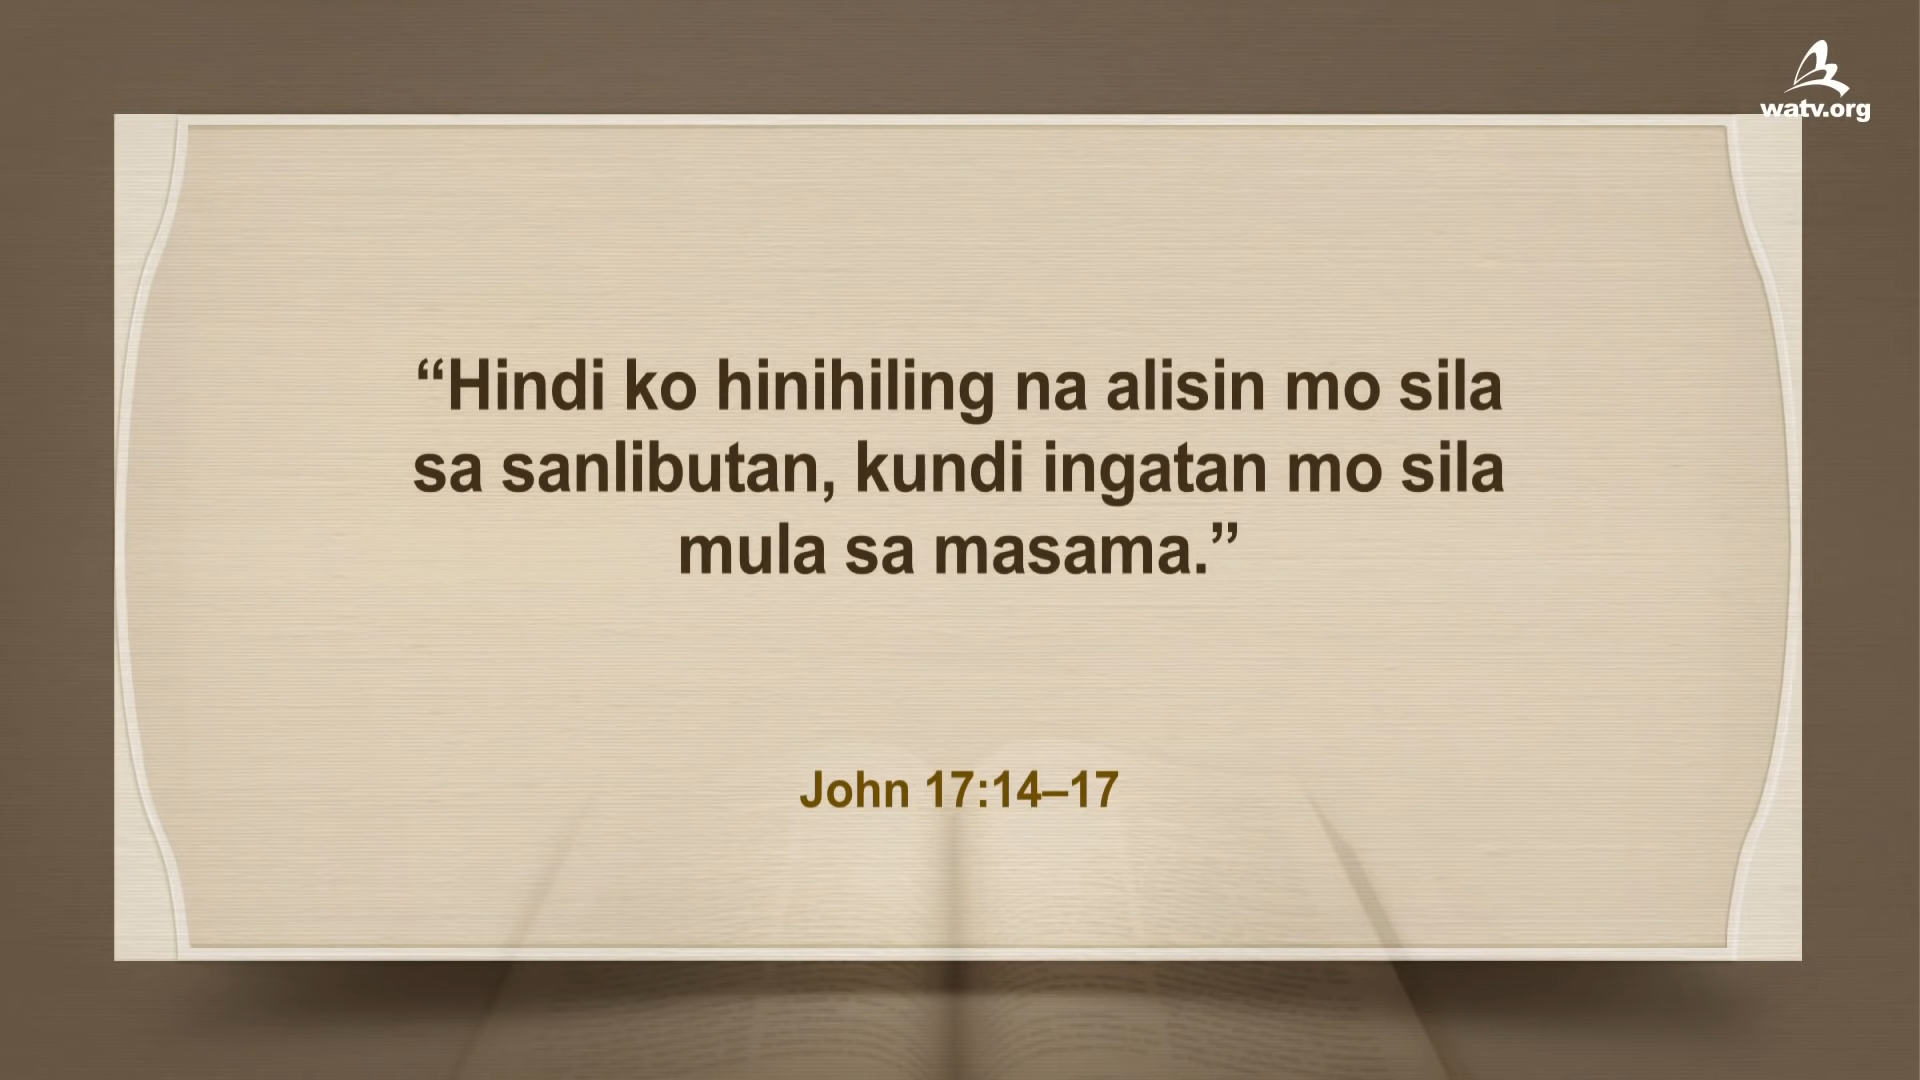 watv.org
“Hindi ko hinihiling na alisin mo sila
sa sanlibutan, kundi ingatan mo sila
mula sa masama.”
John 17:14–17